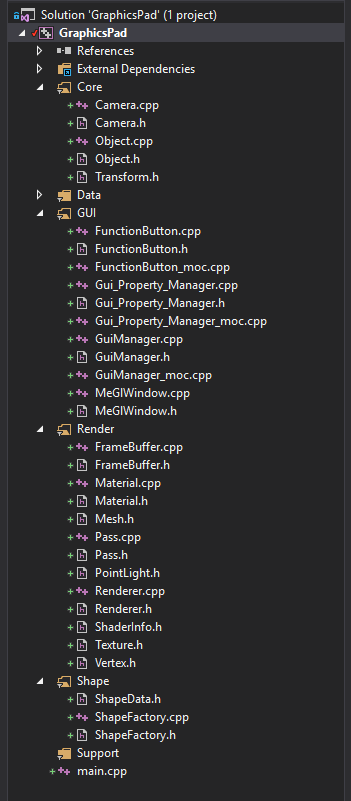 Solution 'GraphicsPad' (1 project)
GraphicsPad
References
External Dependencies
Core
Camera.cpp
Camera.h
Object.cpp
Object.h
Transform.h
Data
GUI
FunctionButton.cpp
FunctionButton.h
FunctionButton_moc.cpp
Gui_Property_Manager.cpp
Gui_Property_Manager.h
Gui_Property_Manager_moc.cpp
GuiManager.cpp
GuiManager.h
GuiManager_moc.cpp
MeGlWindow.cpp
MeGlWindow.h
Render
FrameBuffer.cpp
FrameBuffer.h
Material.cpp
Material.h
Mesh.h
Pass.cpp
Pass.h
PointLight.h
Renderer.cpp
Renderer.h
ShaderInfo.h
Texture.h
Vertex.h
Shape
ShapeData.h
ShapeFactory.cpp
ShapeFactory.h
Support
main.cpp